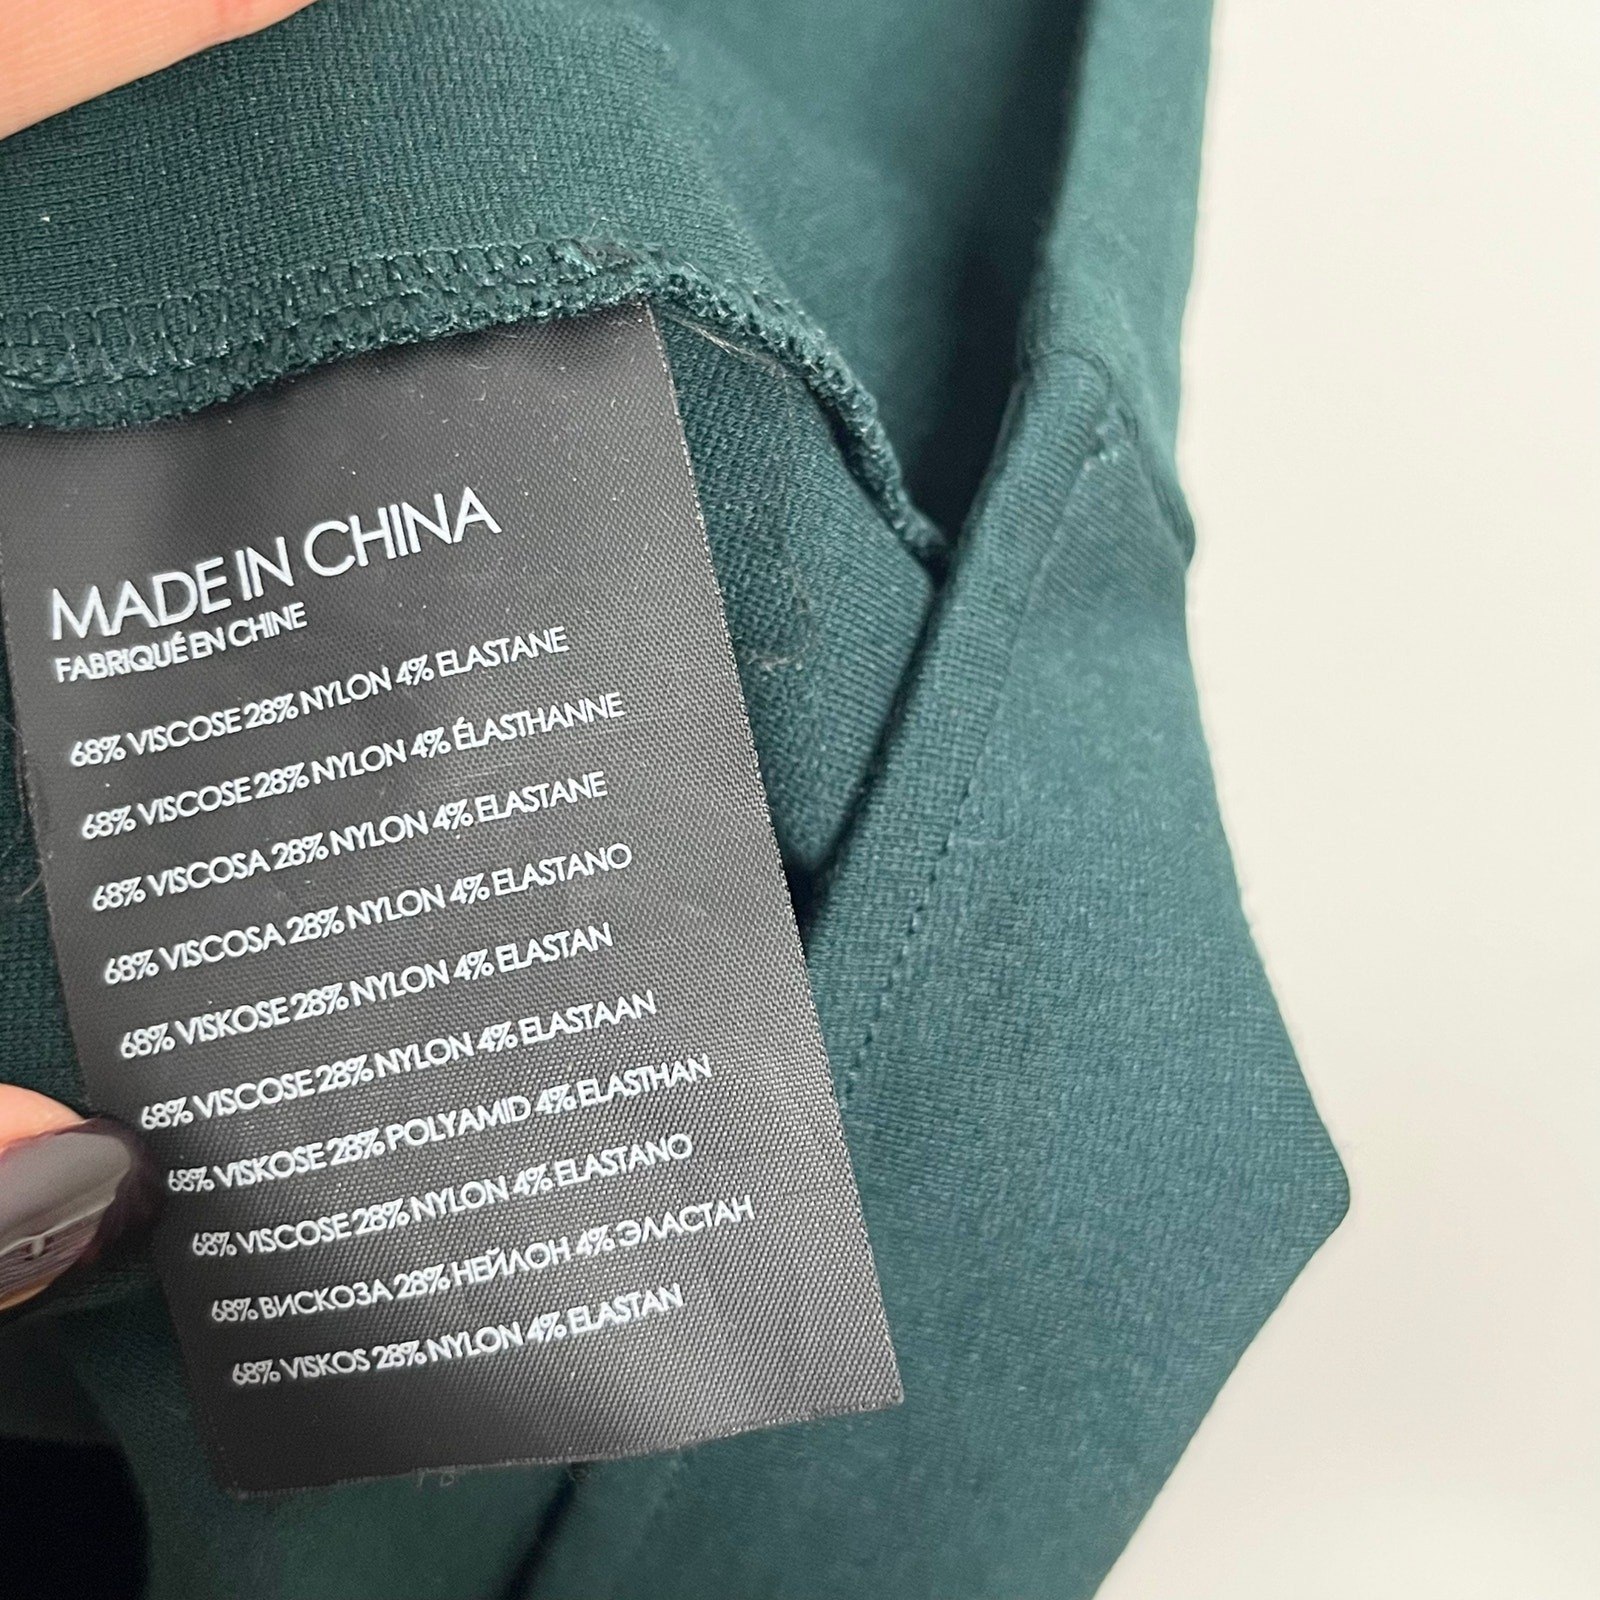 MADE IN CHINA
FABRIQUÉ EN CHINE
68% VISCOSE 28% NYLON 4% ELASTANE
68% VISCOSE 28% NYLON 4% ÉLASTHANNE
68% VISCOSA 28% NYLON 4% ELASTANE
68% VISCOSA 28% NYLON 4% ELASTANO
68% VISKOSE 28% NYLON 4% ELASTAN
68% VISCOSE 28% NYLON 4% ELASTAAN
68% VISKOSE 28% POLYAMID 4% ELASTHAN
68% VISCOSE 28% NYLON 4% ELASTANO
68% ВИСКОЗА 28% НЕЙЛОН 4% ЭЛАСТАН
68% VISKOS 28% NYLON 4% ELASTAN